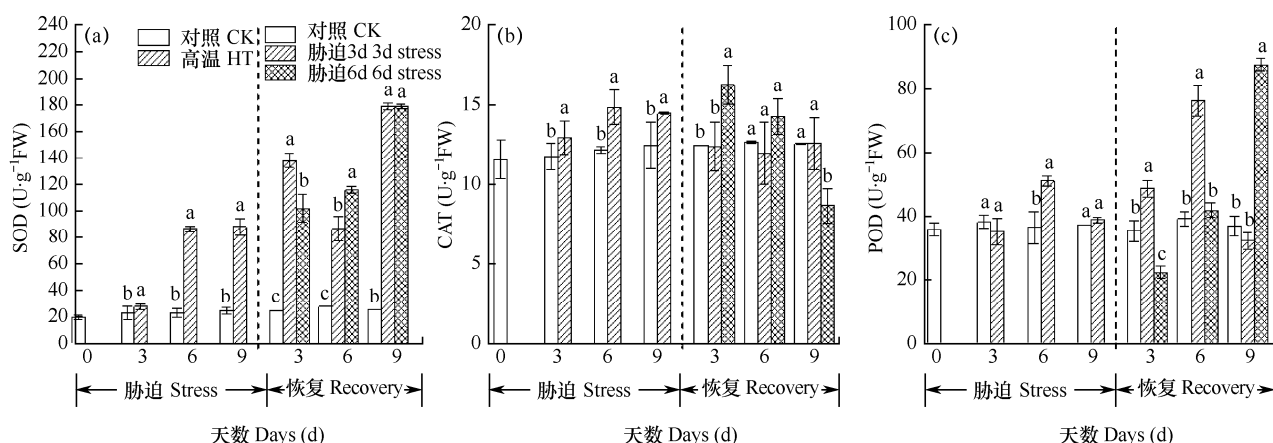 (a)
SOD (U·g⁻¹FW)
240
220
200
180
160
140
120
100
80
60
40
20
0
对照 CK
高温 HT
对照 CK
胁迫3d 3d stress
胁迫6d 6d stress
b a b a b a
c a b c b a b a a
0 3 6 9 3 6 9
胁迫 Stress 恢复 Recovery
天数 Days (d)
(b)
CAT (U·g⁻¹FW)
20
15
10
5
0
b a b a b a
b b a a a a a a b
0 3 6 9 3 6 9
胁迫 Stress 恢复 Recovery
天数 Days (d)
(c)
POD (U·g⁻¹FW)
100
80
60
40
20
0
a a b a a a
b a c b a b b b a
0 3 6 9 3 6 9
胁迫 Stress 恢复 Recovery
天数 Days (d)